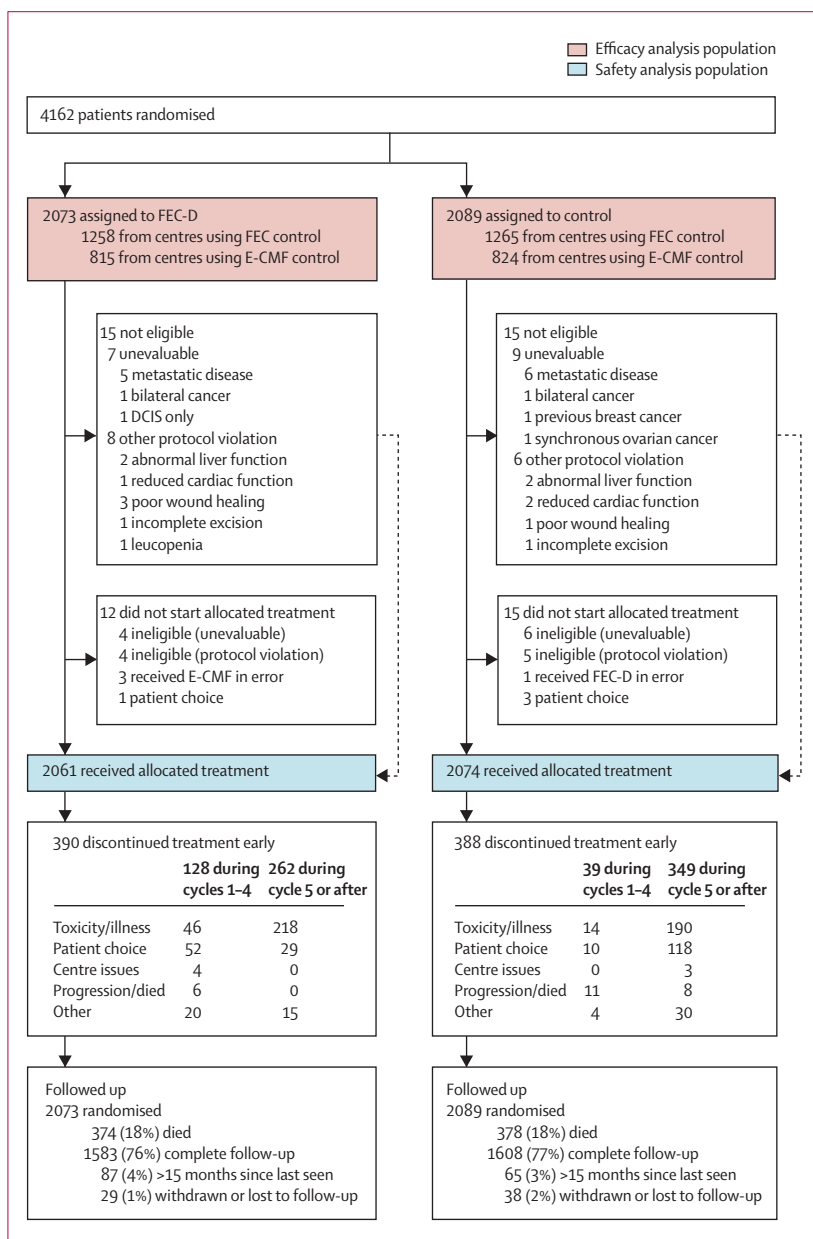 Efficacy analysis population
Safety analysis population
4162 patients randomised
2073 assigned to FEC-D
1258 from centres using FEC control
815 from centres using E-CMF control
2089 assigned to control
1265 from centres using FEC control
824 from centres using E-CMF control
15 not eligible
7 unevaluable
5 metastatic disease
1 bilateral cancer
1 DCIS only
8 other protocol violation
2 abnormal liver function
1 reduced cardiac function
3 poor wound healing
1 incomplete excision
1 leucopenia
15 not eligible
9 unevaluable
6 metastatic disease
1 bilateral cancer
1 previous breast cancer
1 synchronous ovarian cancer
6 other protocol violation
2 abnormal liver function
2 reduced cardiac function
1 poor wound healing
1 incomplete excision
12 did not start allocated treatment
4 ineligible (unevaluable)
4 ineligible (protocol violation)
3 received E-CMF in error
1 patient choice
15 did not start allocated treatment
6 ineligible (unevaluable)
5 ineligible (protocol violation)
1 received FEC-D in error
3 patient choice
2061 received allocated treatment
2074 received allocated treatment
390 discontinued treatment early
128 during 262 during
cycles 1–4 cycle 5 or after
Toxicity/illness 46 218
Patient choice 52 29
Centre issues 4 0
Progression/died 6 0
Other 20 15
388 discontinued treatment early
39 during 349 during
cycles 1–4 cycle 5 or after
Toxicity/illness 14 190
Patient choice 10 118
Centre issues 0 3
Progression/died 11 8
Other 4 30
Followed up
2073 randomised
374 (18%) died
1583 (76%) complete follow-up
87 (4%) >15 months since last seen
29 (1%) withdrawn or lost to follow-up
Followed up
2089 randomised
378 (18%) died
1608 (77%) complete follow-up
65 (3%) >15 months since last seen
38 (2%) withdrawn or lost to follow-up